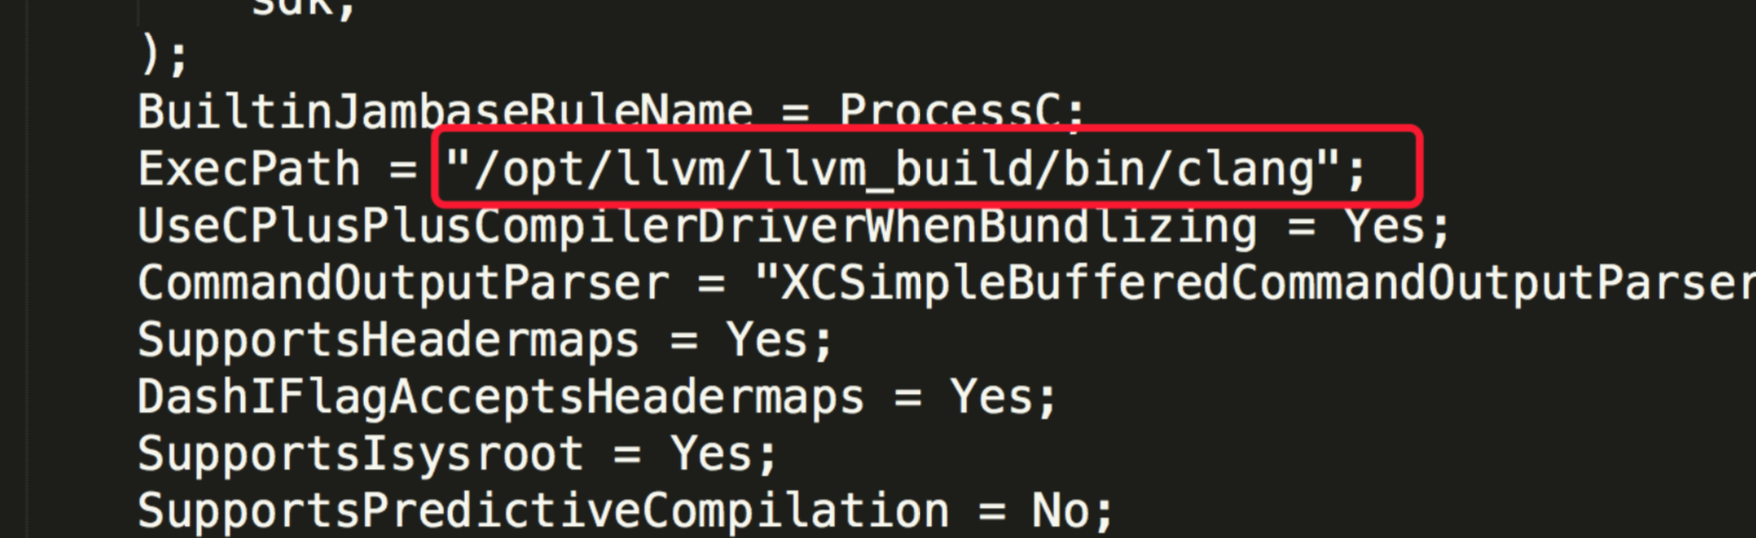 sdk,
);
BuiltinJambaseRuleName = ProcessC;
ExecPath = "/opt/llvm/llvm_build/bin/clang";
UseCPlusPlusCompilerDriverWhenBundlizing = Yes;
CommandOutputParser = "XCSimpleBufferedCommandOutputParser
SupportsHeadermaps = Yes;
DashIFlagAcceptsHeadermaps = Yes;
SupportsIsysroot = Yes;
SupportsPredictiveCompilation = No;